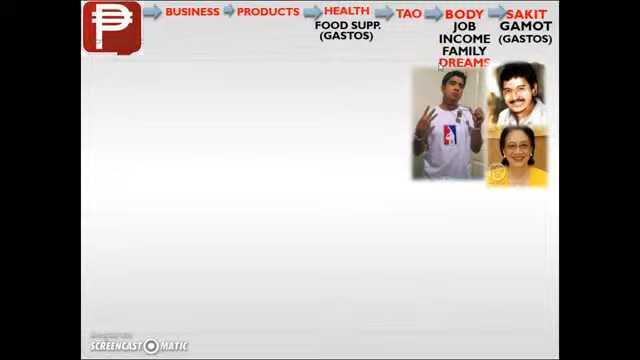 ₱
BUSINESS
PRODUCTS
HEALTH
FOOD SUPP.
(GASTOS)
TAO
BODY
JOB
INCOME
FAMILY
DREAMS
SAKIT
GAMOT
(GASTOS)
SCREENCAST MATIC